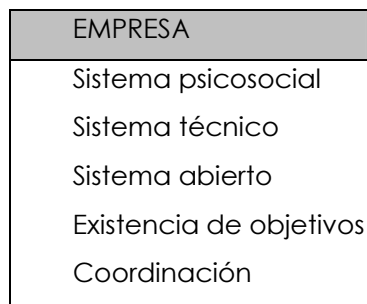 EMPRESA
Sistema psicosocial
Sistema técnico
Sistema abierto
Existencia de objetivos
Coordinación